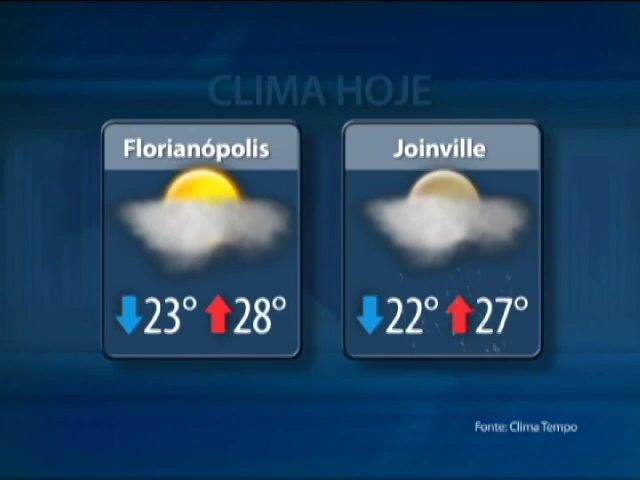 CLIMA HOJE
Florianópolis
Joinville
23° 28°
22° 27°
Fonte: Clima Tempo